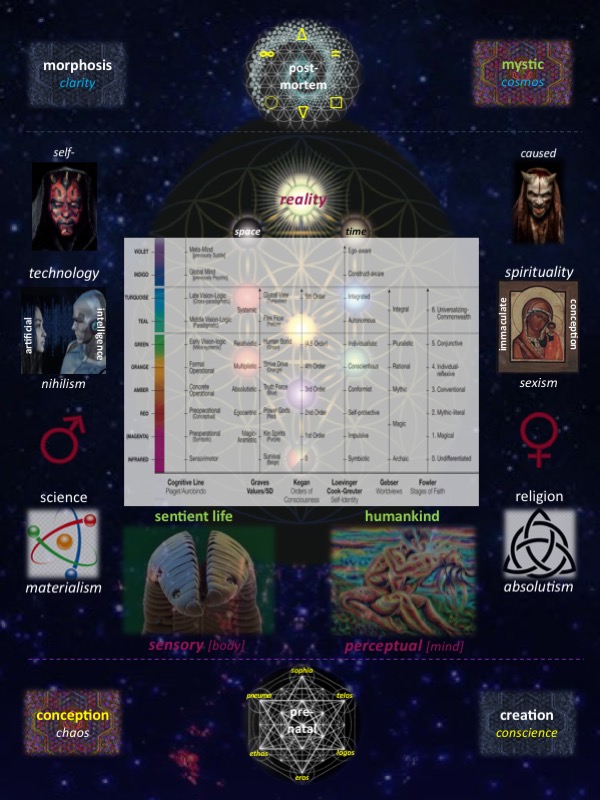 morphosis
clarity
post-
mortem
∞
=
mystic
cosmos
self-
caused
reality
space
time
technology
spirituality
artificial
intelligence
immaculate
conception
nihilism
sexism
VIOLET
Meta-Mind
Ego-aware
INDIGO
Global Mind
Construct-aware
TURQUOISE
Late Vision-Logic
Global View
5th Order
Integrated
6. Universalizing-
Commonwealth
Systemic
Integral
TEAL
Middle Vision-Logic
(Paradigmatic)
Flex Flow
Autonomous
GREEN
Early Vision-logic
Relativistic
Human Bond
(4.5 Order)
Individualistic
Pluralistic
5. Conjunctive
ORANGE
Formal
Operational
Multiplistic
Strive Drive
Conscientious
Rational
4. Individual-
reflexive
AMBER
Concrete
Operational
Absolutistic
Truth Force
3rd Order
Conformist
Mythic
3. Conventional
RED
Preoperational
(Conceptual)
Egocentric
Power Gods
2nd Order
Self-protective
2. Mythic-literal
Magic
(MAGENTA)
Preoperational
(Symbolic)
Magic-
Animistic
Kin Spirits
1st Order
Impulsive
1. Magical
INFRARED
Sensorimotor
Survival
0
Symbiotic
Archaic
0. Undifferentiated
Cognitive Line
Piaget/Aurobindo
Graves
Values/SD
Kegan
Orders of
Consciousness
Loevinger
Cook-Greuter
Self-Identity
Gebser
Worldviews
Fowler
Stages of Faith
science
religion
sentient life
humankind
materialism
absolutism
sensory [body]
perceptual [mind]
sophia
pneuma
telos
pre-
natal
ethos
logos
eros
conception
chaos
creation
conscience